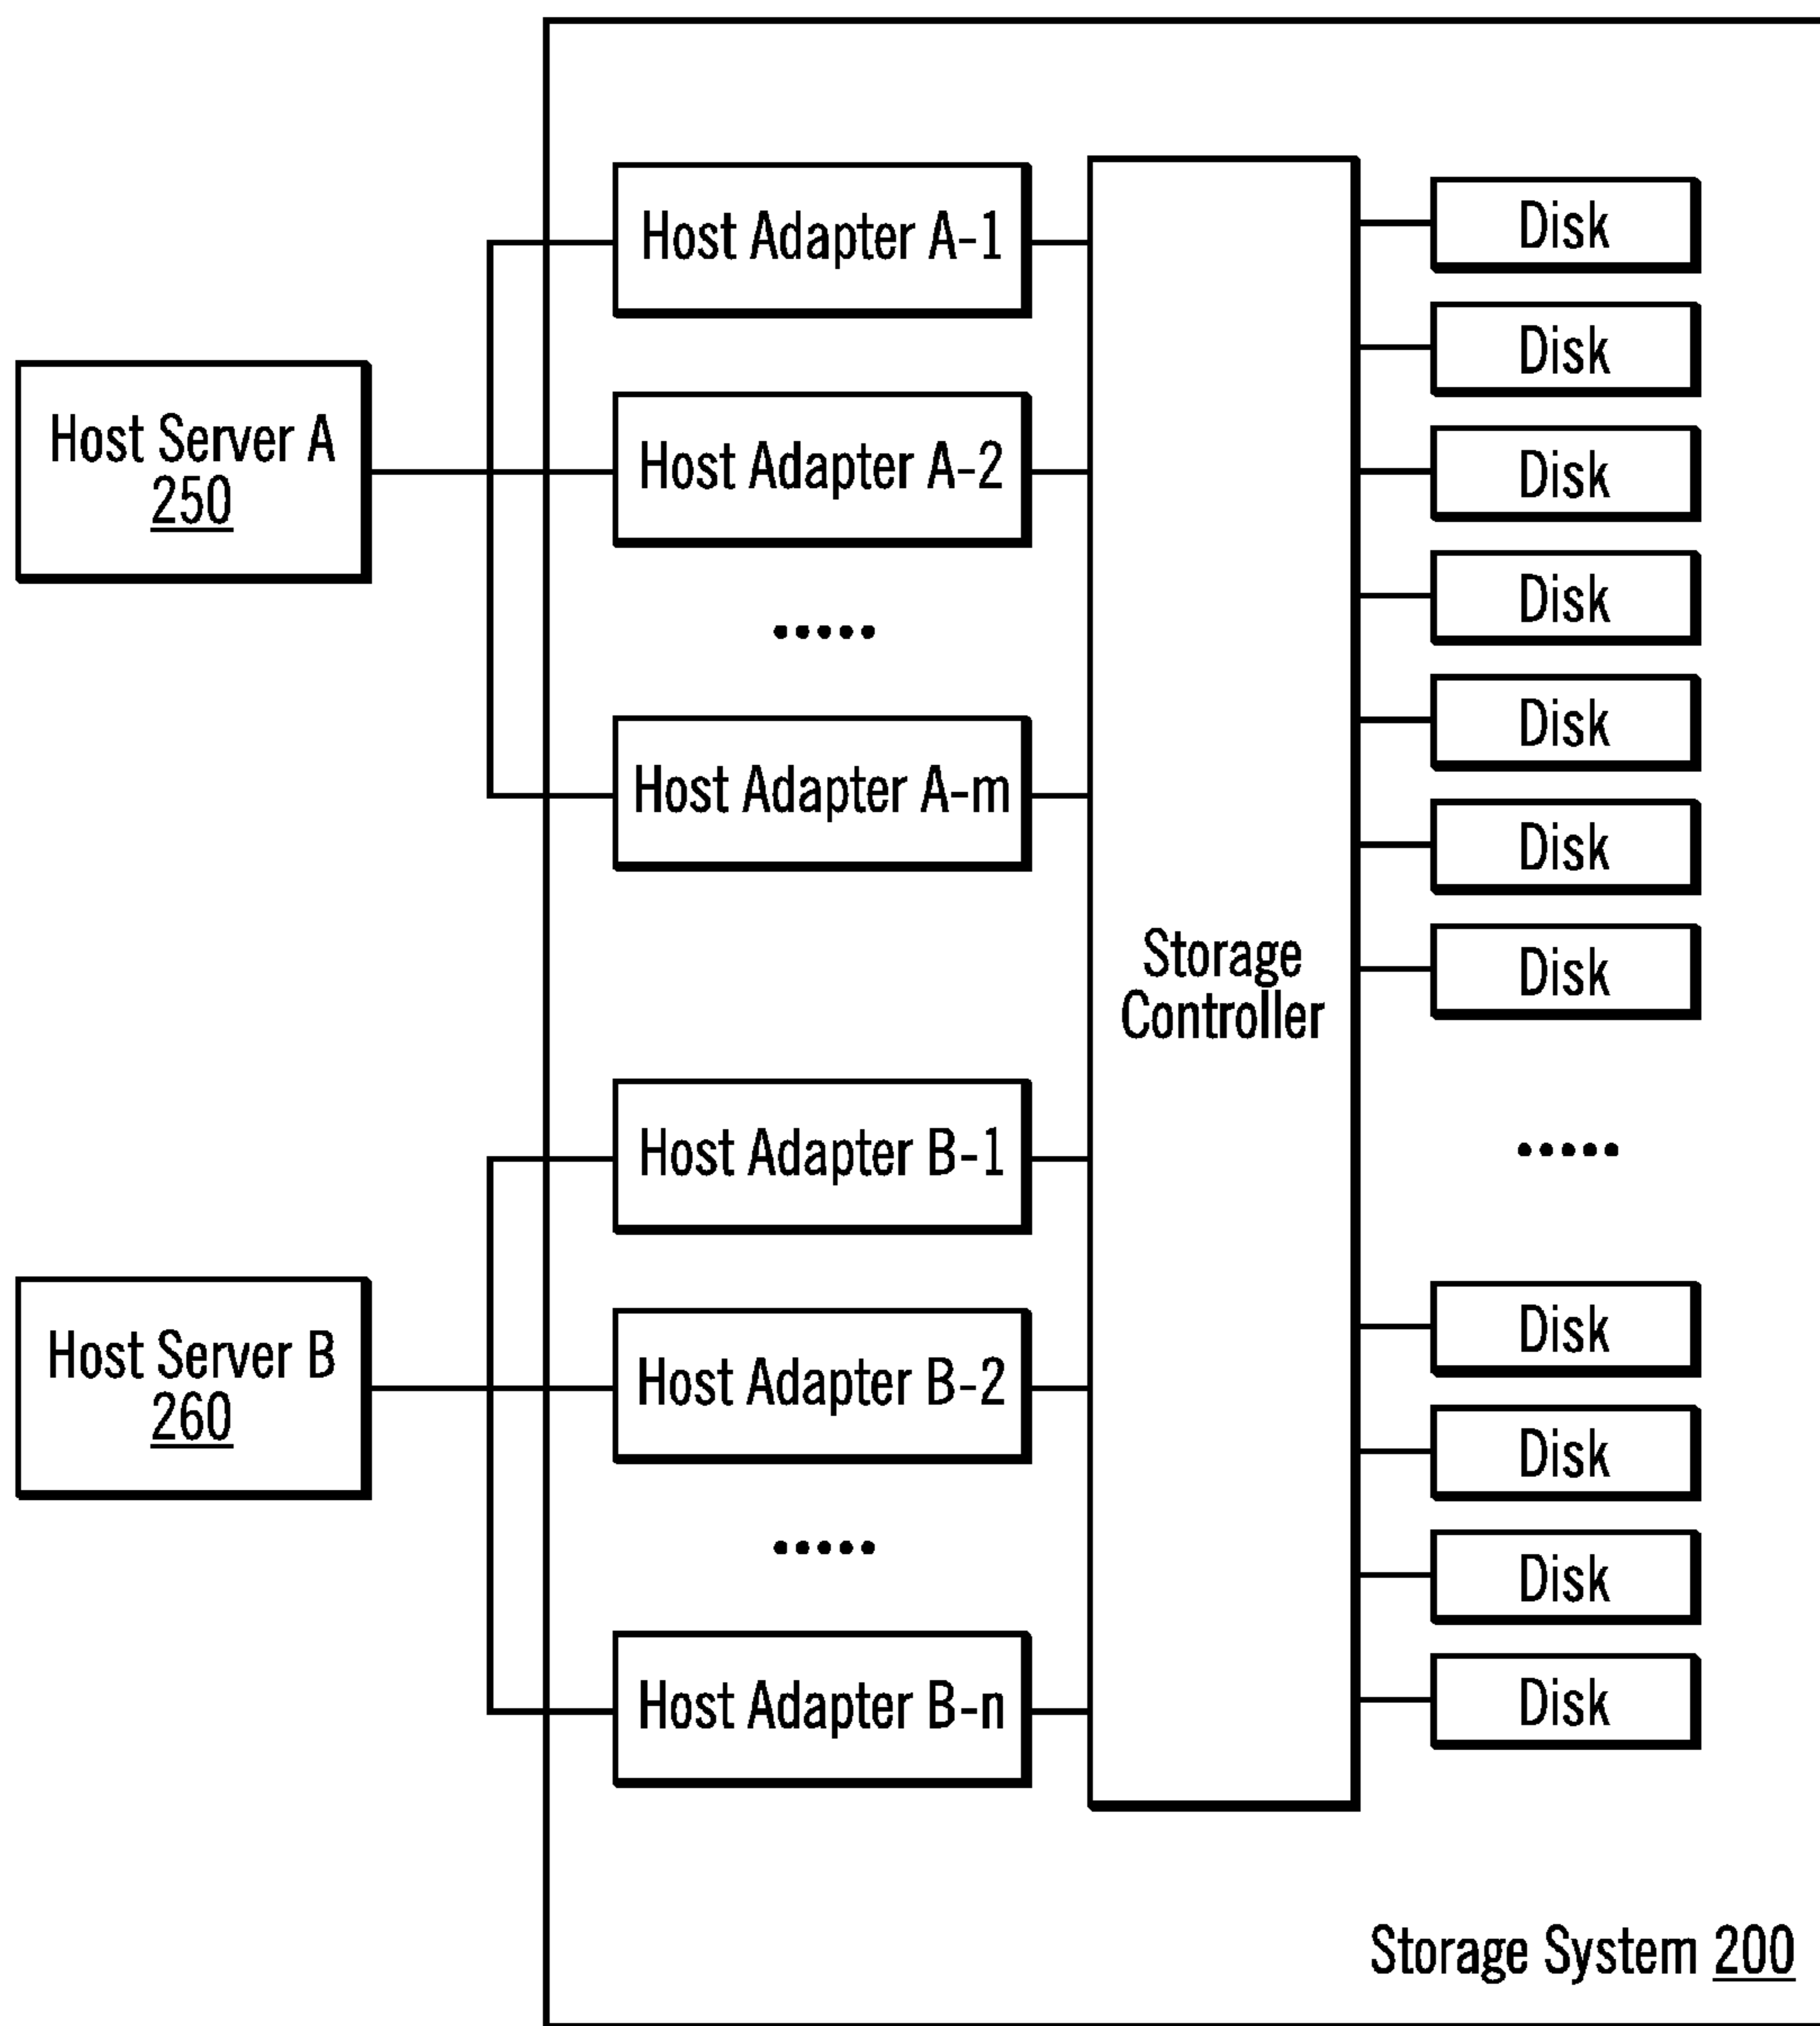 Host Server A
250
Host Server B
260
Host Adapter A-1
Host Adapter A-2
.....
Host Adapter A-m
Host Adapter B-1
Host Adapter B-2
.....
Host Adapter B-n
Storage
Controller
Disk
Disk
Disk
Disk
Disk
Disk
Disk
.....
Disk
Disk
Disk
Disk
Storage System 200